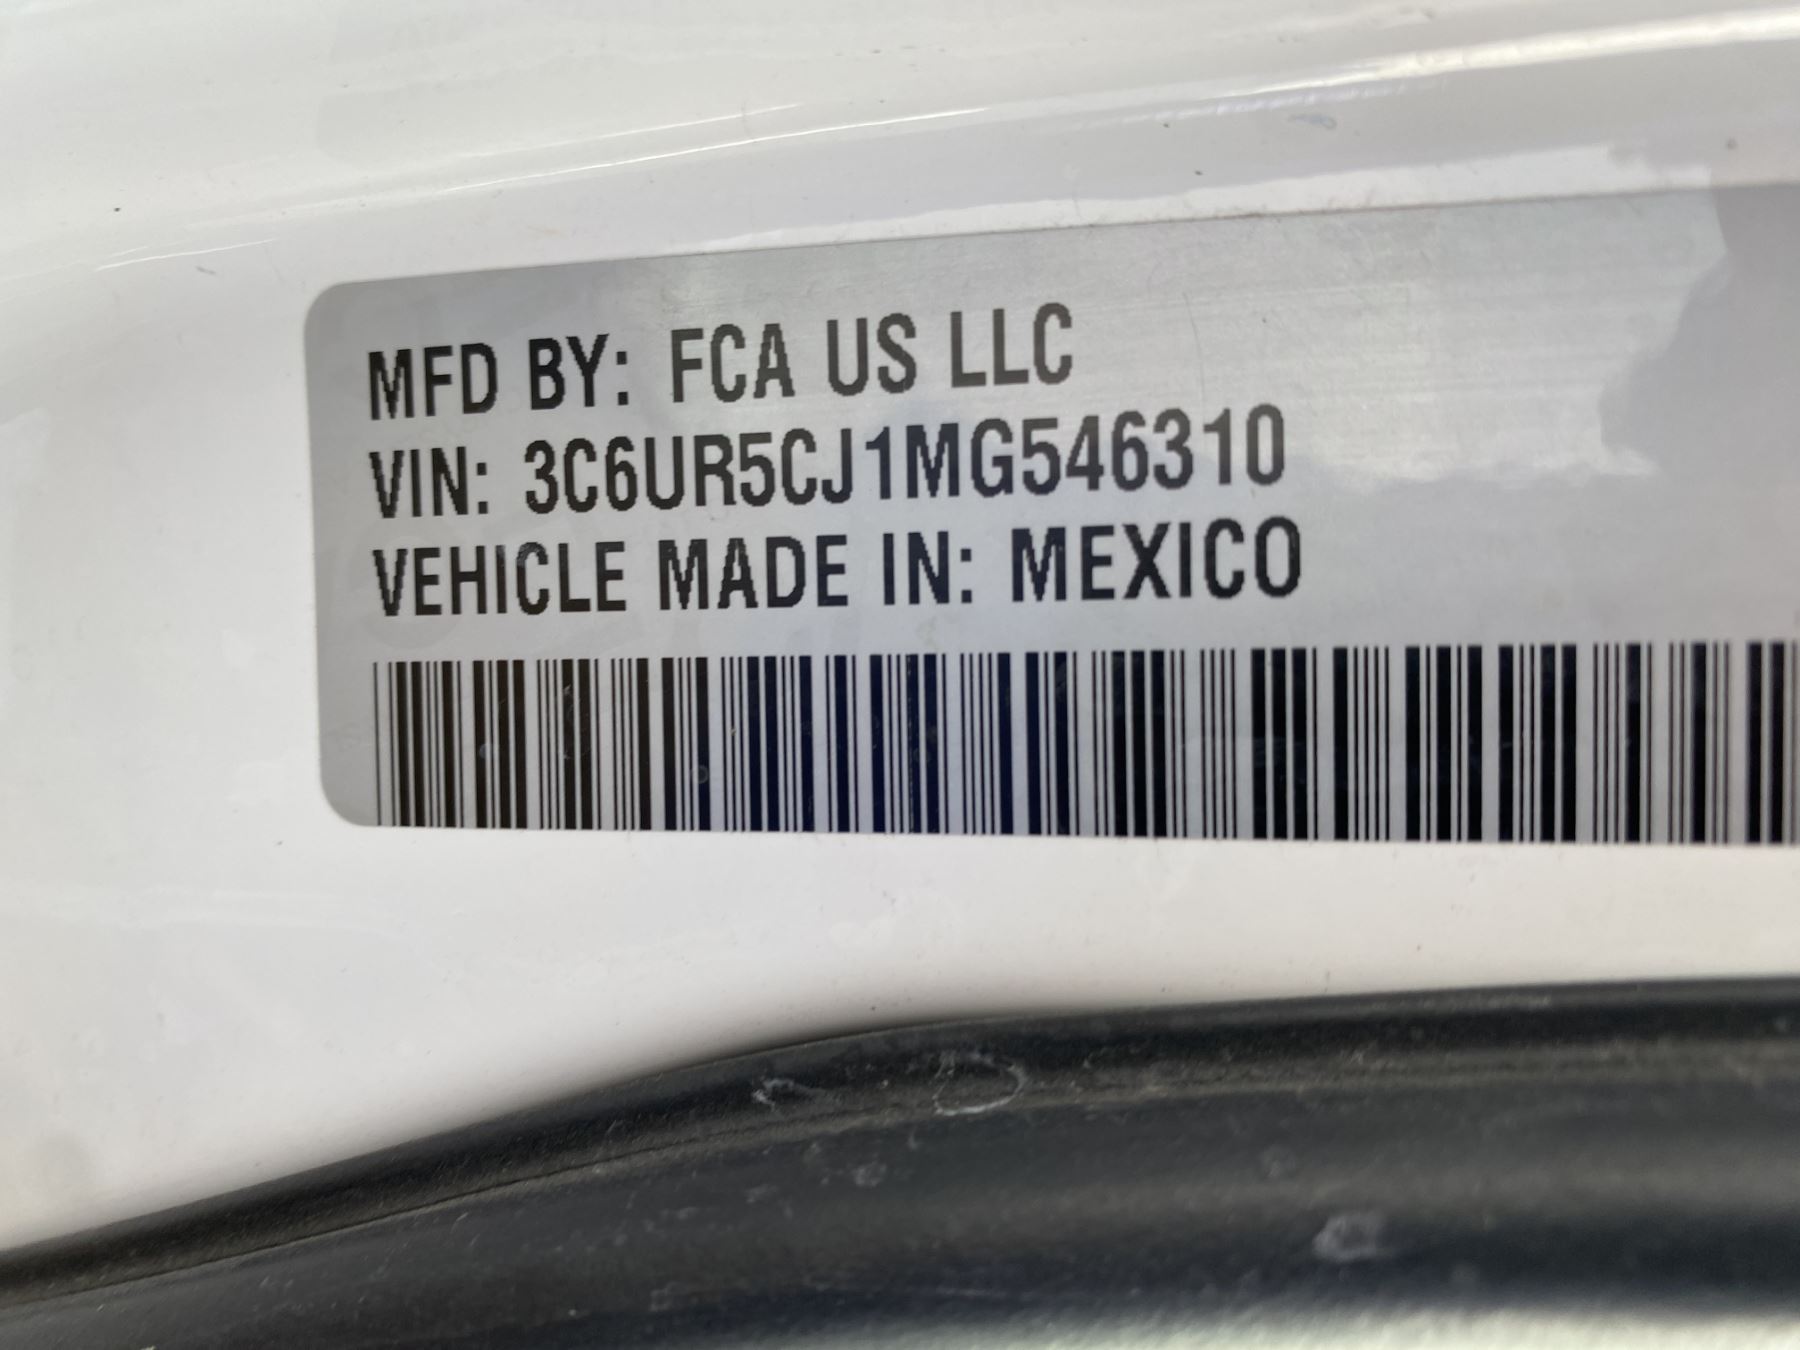 MFD BY: FCA US LLC
VIN: 3C6UR5CJ1MG546310
VEHICLE MADE IN: MEXICO